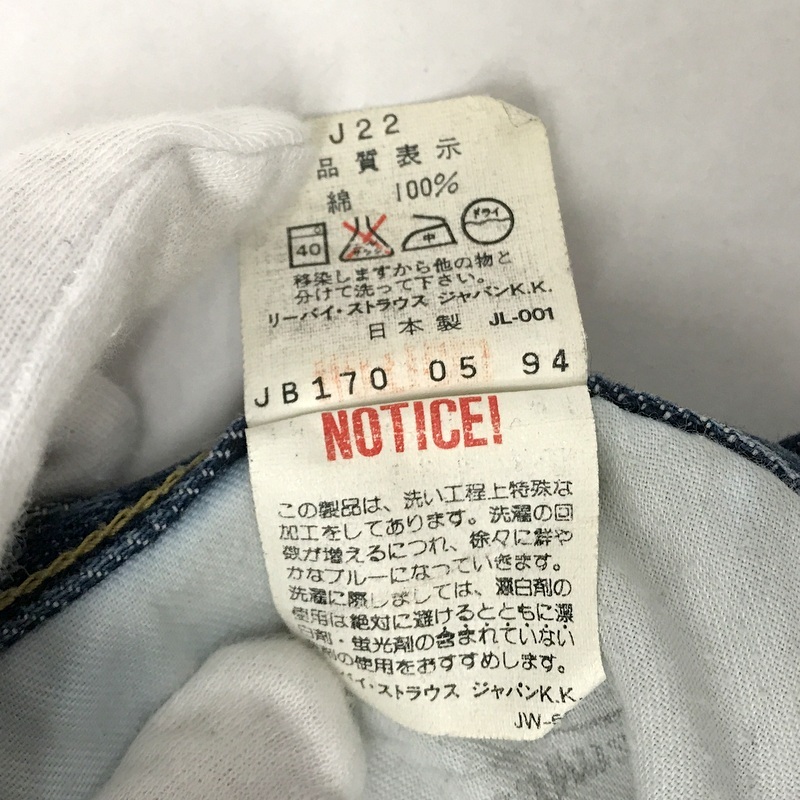 J22
品質表示
綿 100%
40 中 ドライ
移染しますから他の物と
分けて洗って下さい。
リーバイ・ストラウス ジャパンK.K.
日本製 JL-001
JB170 05 94
NOTICE!
この製品は、洗い工程上特殊な
加工をしてあります。洗濯の回
数が増えるにつれ、徐々に鮮や
かなブルーになっていきます。
洗濯に際しましては、漂白剤の
使用は絶対に避けるとともに漂
白剤・蛍光剤の含まれていない
の使用をおすすめします。
イ・ストラウス ジャパンK.K.
JW-